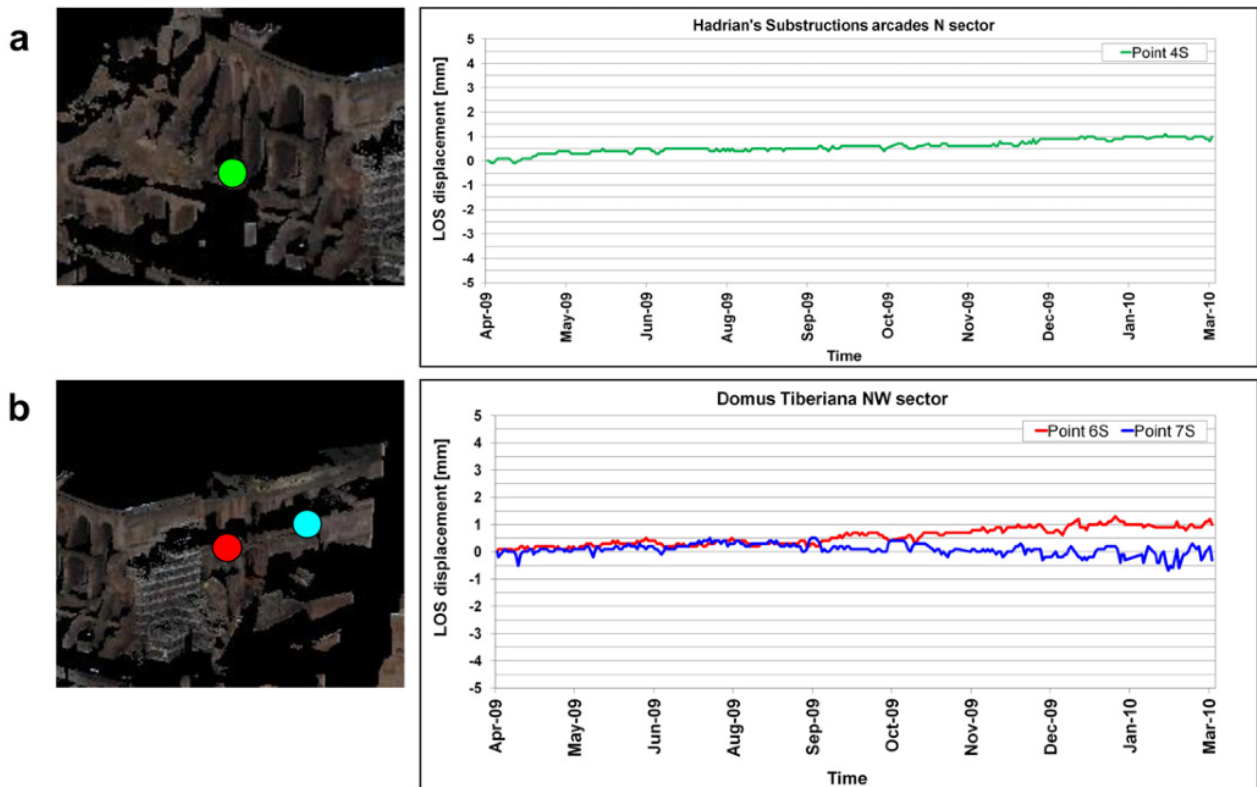 a
Hadrian's Substructions arcades N sector
Point 4S
LOS displacement [mm]
5
4
3
2
1
0
-1
-2
-3
-4
-5
Apr-09
May-09
Jun-09
Aug-09
Sep-09
Oct-09
Nov-09
Dec-09
Jan-10
Mar-10
Time
b
Domus Tiberiana NW sector
Point 6S Point 7S
LOS displacement [mm]
5
4
3
2
1
0
-1
-2
-3
-4
-5
Apr-09
May-09
Jun-09
Aug-09
Sep-09
Oct-09
Nov-09
Dec-09
Jan-10
Mar-10
Time